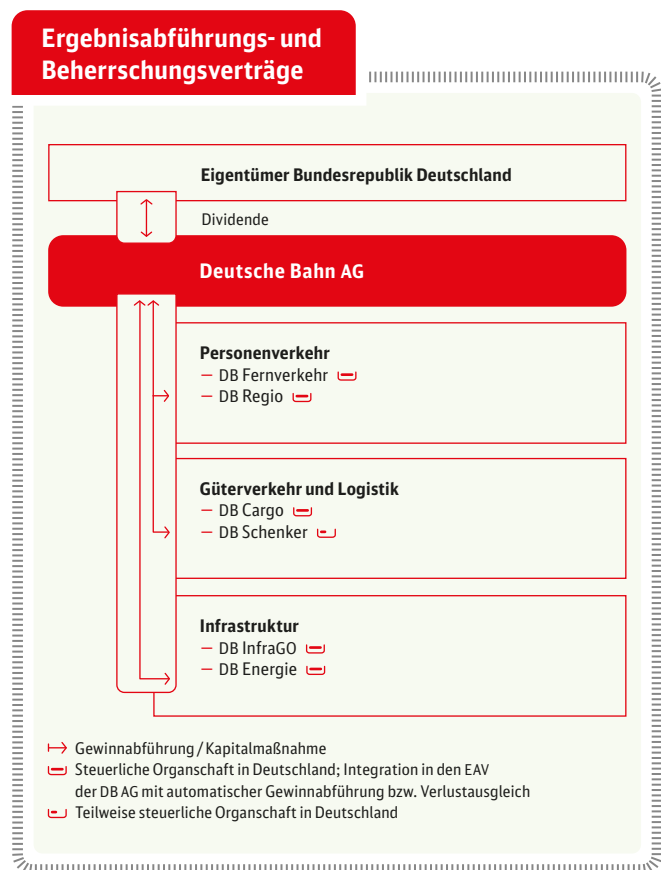 Ergebnisabführungs- und
Beherrschungsverträge
Eigentümer Bundesrepublik Deutschland
Dividende
Deutsche Bahn AG
Personenverkehr
– DB Fernverkehr
– DB Regio
Güterverkehr und Logistik
– DB Cargo
– DB Schenker
Infrastruktur
– DB InfraGO
– DB Energie
Gewinnabführung / Kapitalmaßnahme
Steuerliche Organschaft in Deutschland; Integration in den EAV
der DB AG mit automatischer Gewinnabführung bzw. Verlustausgleich
Teilweise steuerliche Organschaft in Deutschland